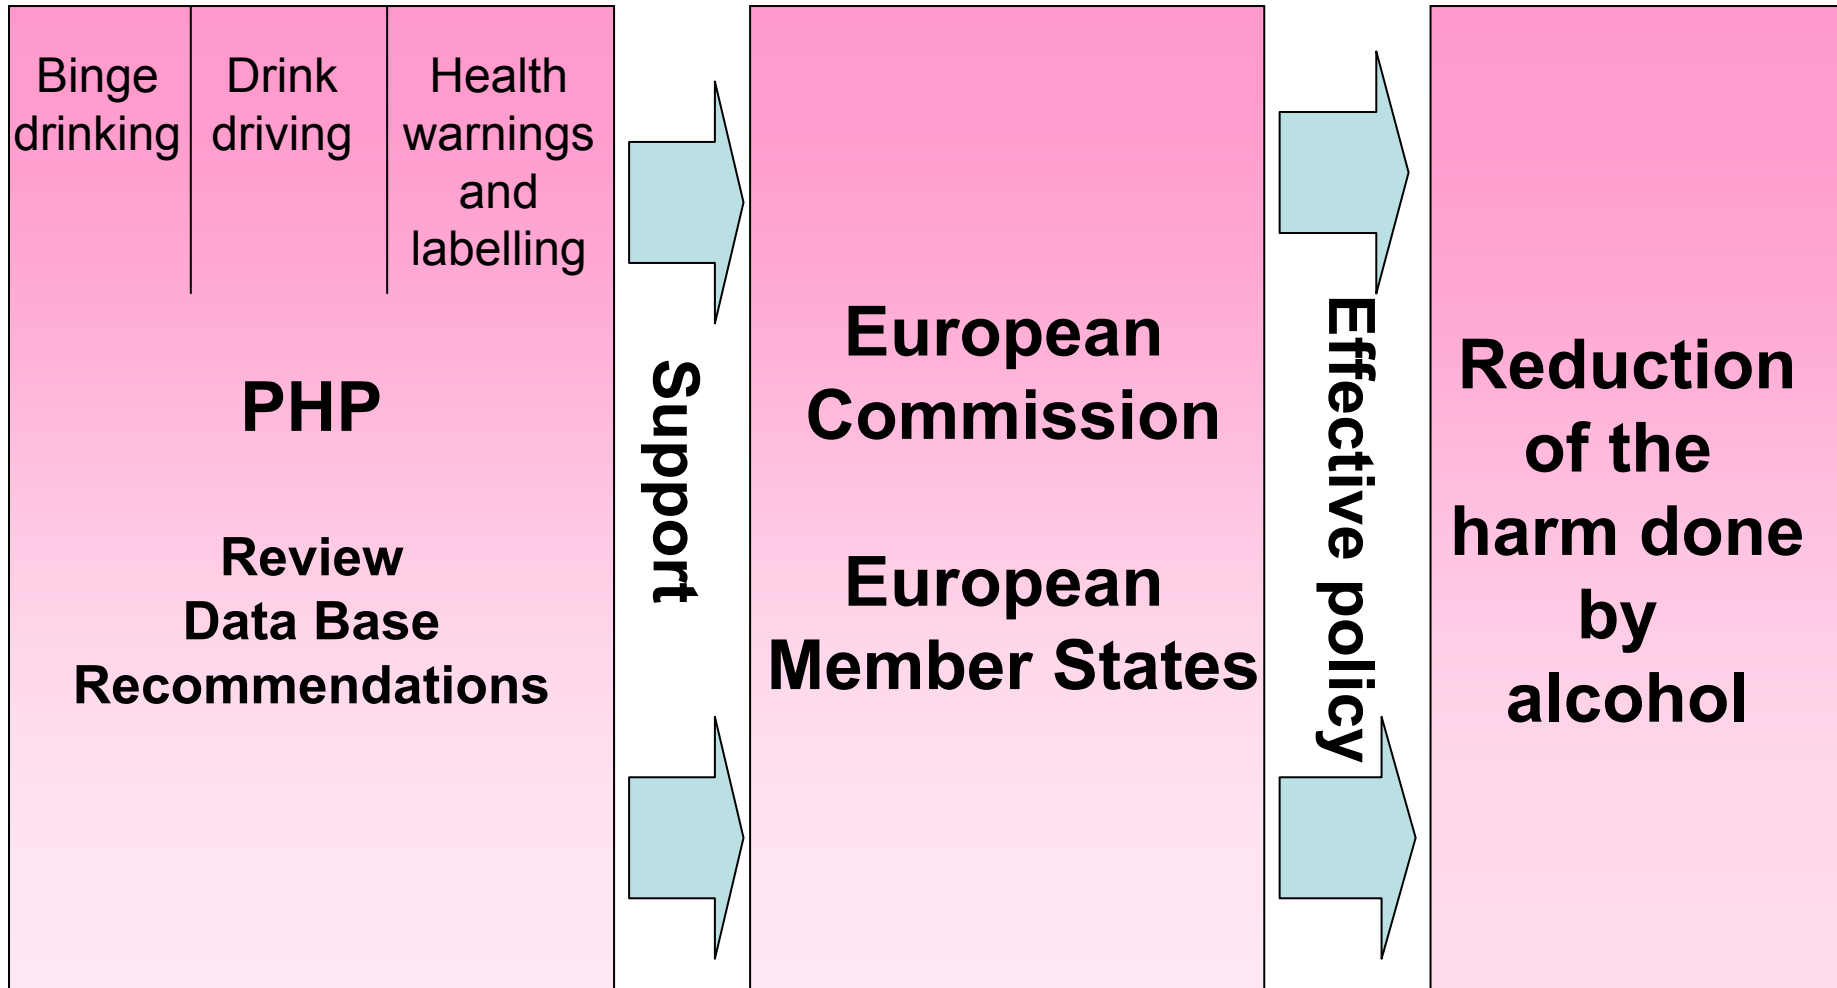 Binge
drinking
Drink
driving
Health
warnings
and
labelling
PHP
Review
Data Base
Recommendations
Support
European
Commission
European
Member States
Effective policy
Reduction
of the
harm done
by
alcohol